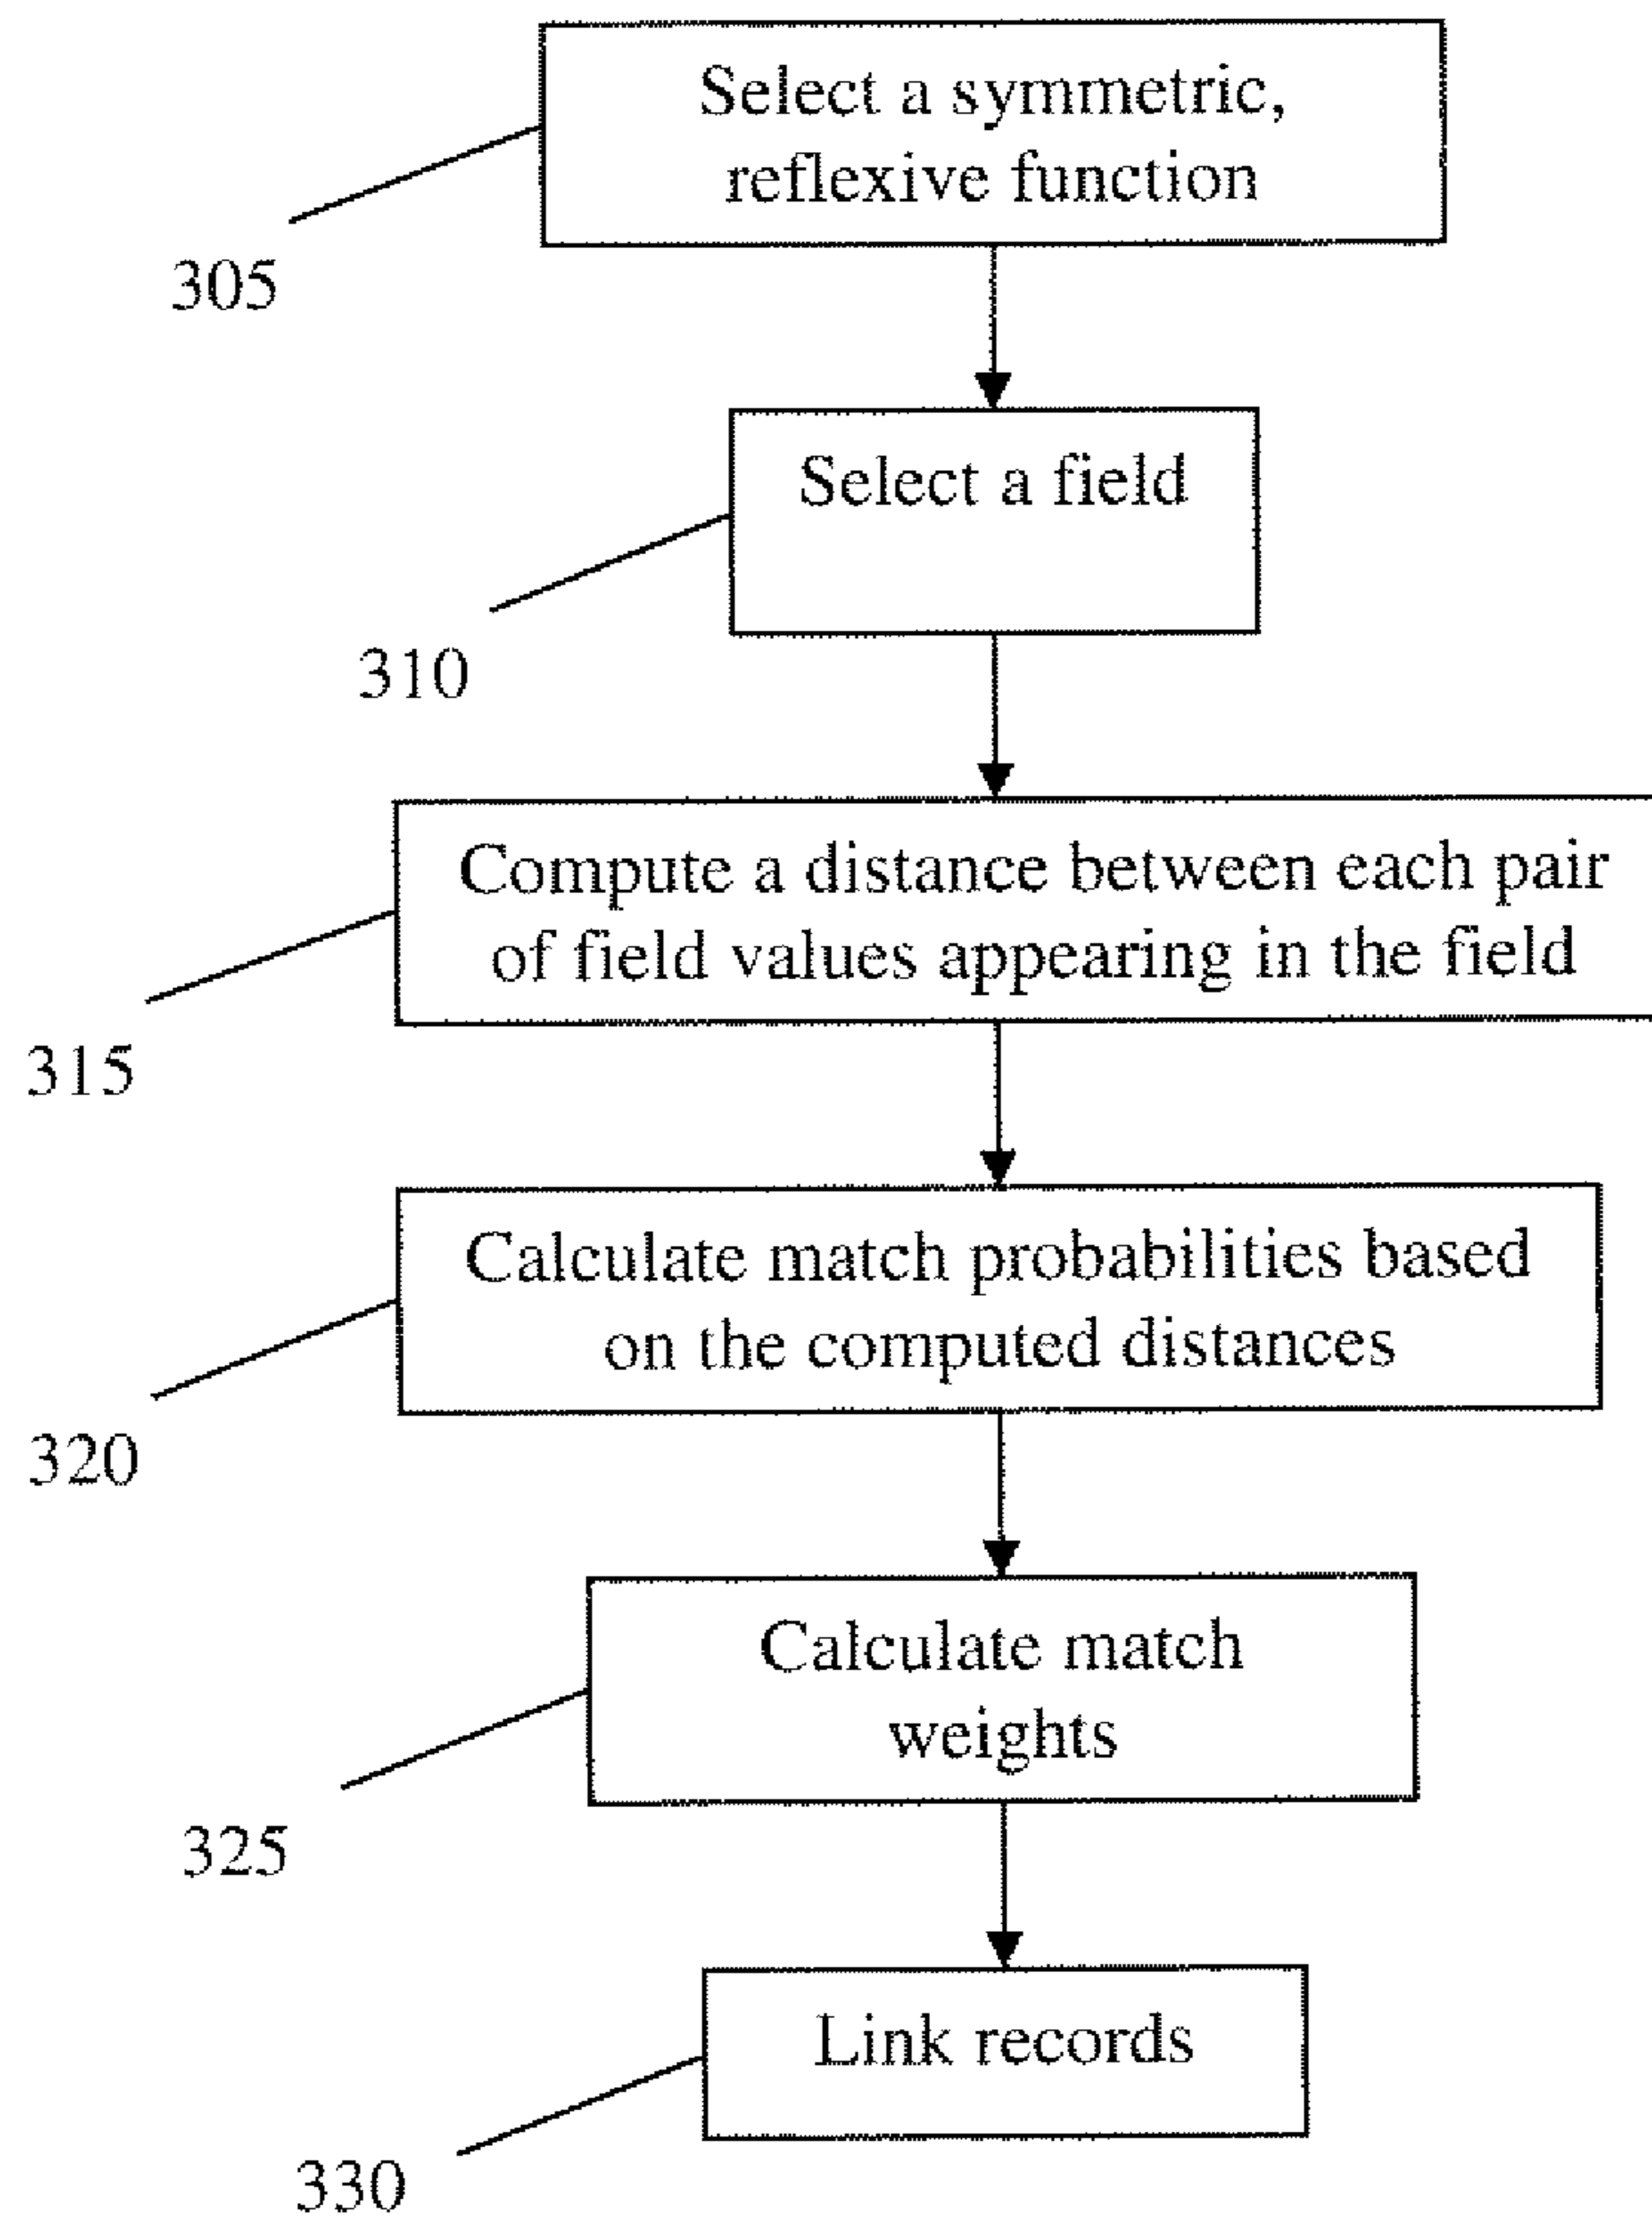 Select a symmetric,
reflexive function
305
Select a field
310
Compute a distance between each pair
of field values appearing in the field
315
Calculate match probabilities based
on the computed distances
320
Calculate match
weights
325
Link records
330